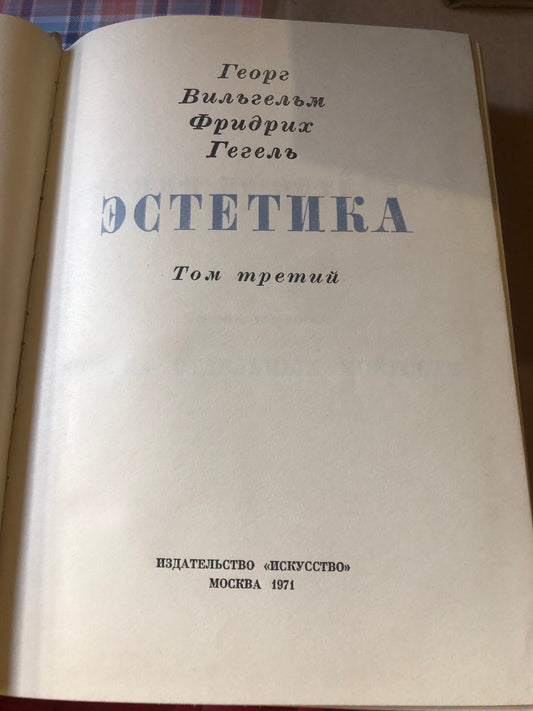 Георг
Вильгельм
Фридрих
Гегель
ЭСТЕТИКА
Том третий
ИЗДАТЕЛЬСТВО «ИСКУССТВО»
МОСКВА 1971